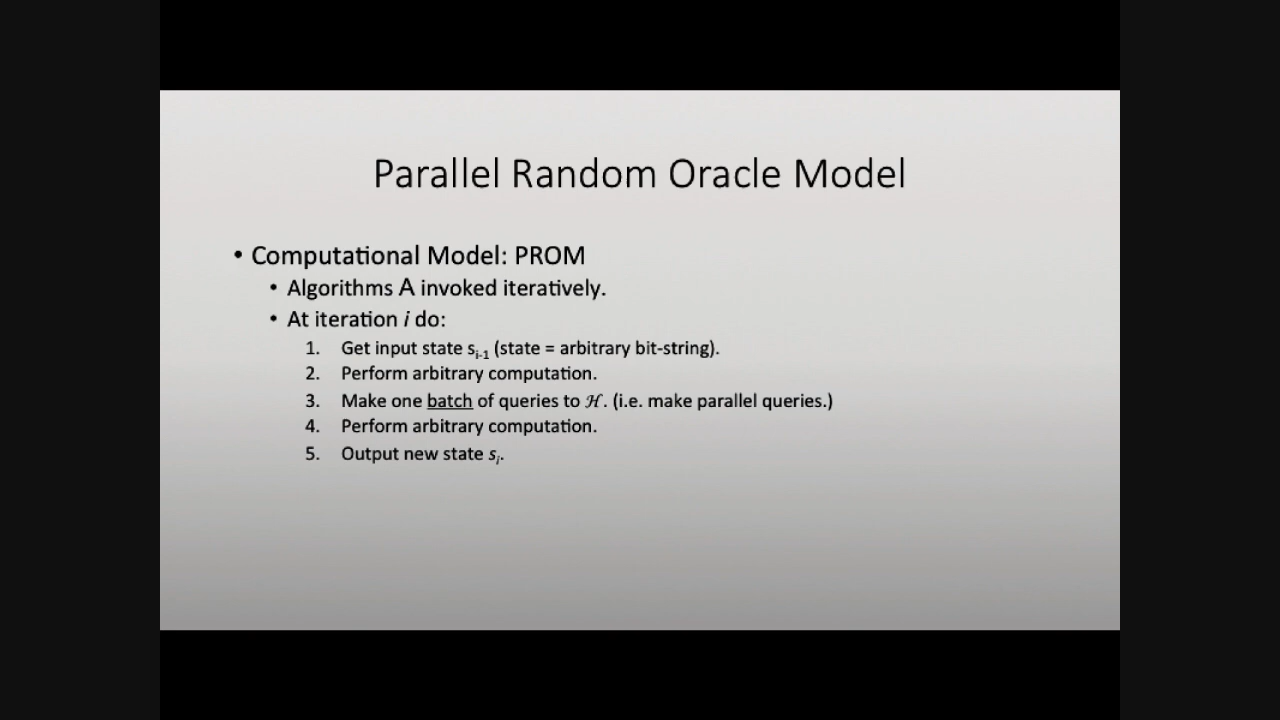 Parallel Random Oracle Model
• Computational Model: PROM
• Algorithms A invoked iteratively.
• At iteration i do:
1. Get input state s_{i-1} (state = arbitrary bit-string).
2. Perform arbitrary computation.
3. Make one batch of queries to ℋ. (i.e. make parallel queries.)
4. Perform arbitrary computation.
5. Output new state s_i.